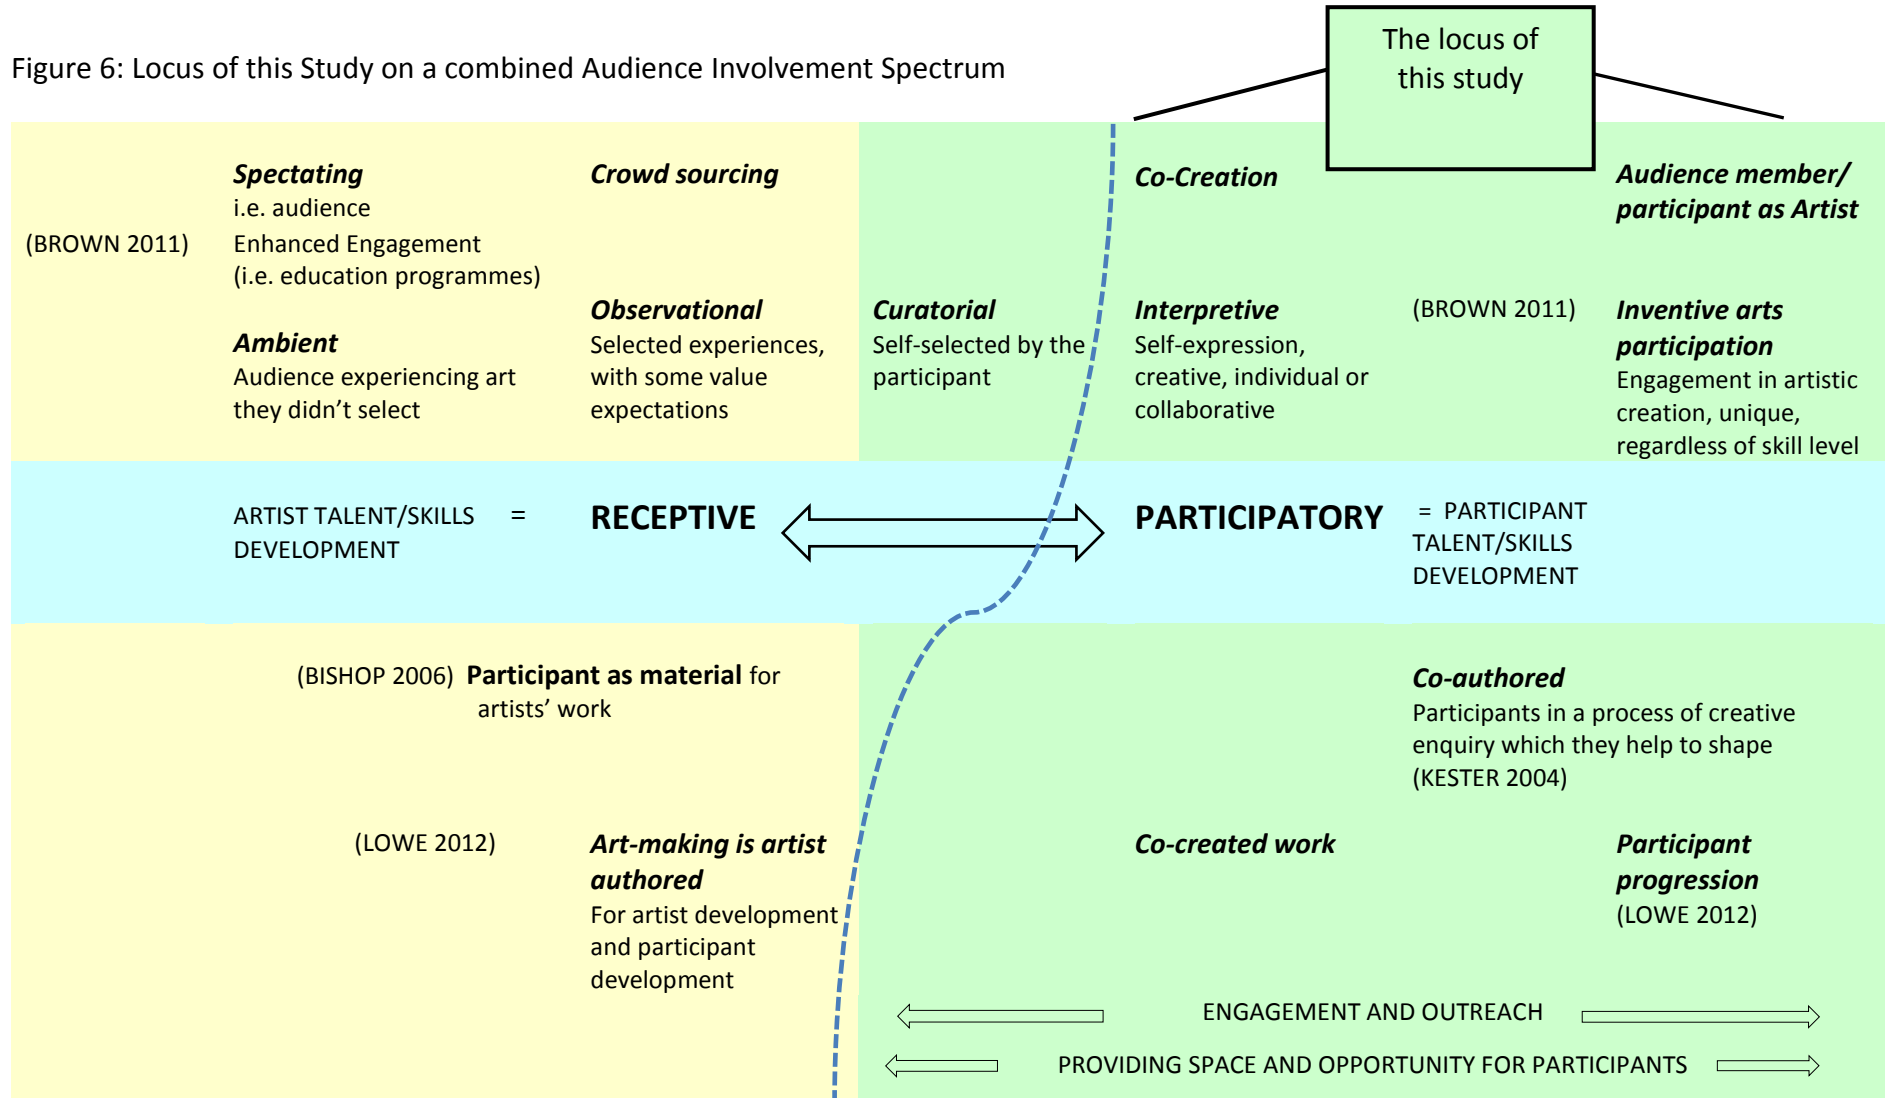 The locus of
this study
Figure 6: Locus of this Study on a combined Audience Involvement Spectrum
(BROWN 2011)
Spectating
i.e. audience
Enhanced Engagement
(i.e. education programmes)
Ambient
Audience experiencing art
they didn’t select
Crowd sourcing
Observational
Selected experiences,
with some value
expectations
Curatorial
Self-selected by the
participant
Co-Creation
Interpretive
Self-expression,
creative, individual or
collaborative
(BROWN 2011)
Audience member/
participant as Artist
Inventive arts
participation
Engagement in artistic
creation, unique,
regardless of skill level
ARTIST TALENT/SKILLS =
DEVELOPMENT
RECEPTIVE
PARTICIPATORY
= PARTICIPANT
TALENT/SKILLS
DEVELOPMENT
(BISHOP 2006) Participant as material for
artists’ work
Co-authored
Participants in a process of creative
enquiry which they help to shape
(KESTER 2004)
(LOWE 2012)
Art-making is artist
authored
For artist development
and participant
development
Co-created work
Participant
progression
(LOWE 2012)
ENGAGEMENT AND OUTREACH
PROVIDING SPACE AND OPPORTUNITY FOR PARTICIPANTS